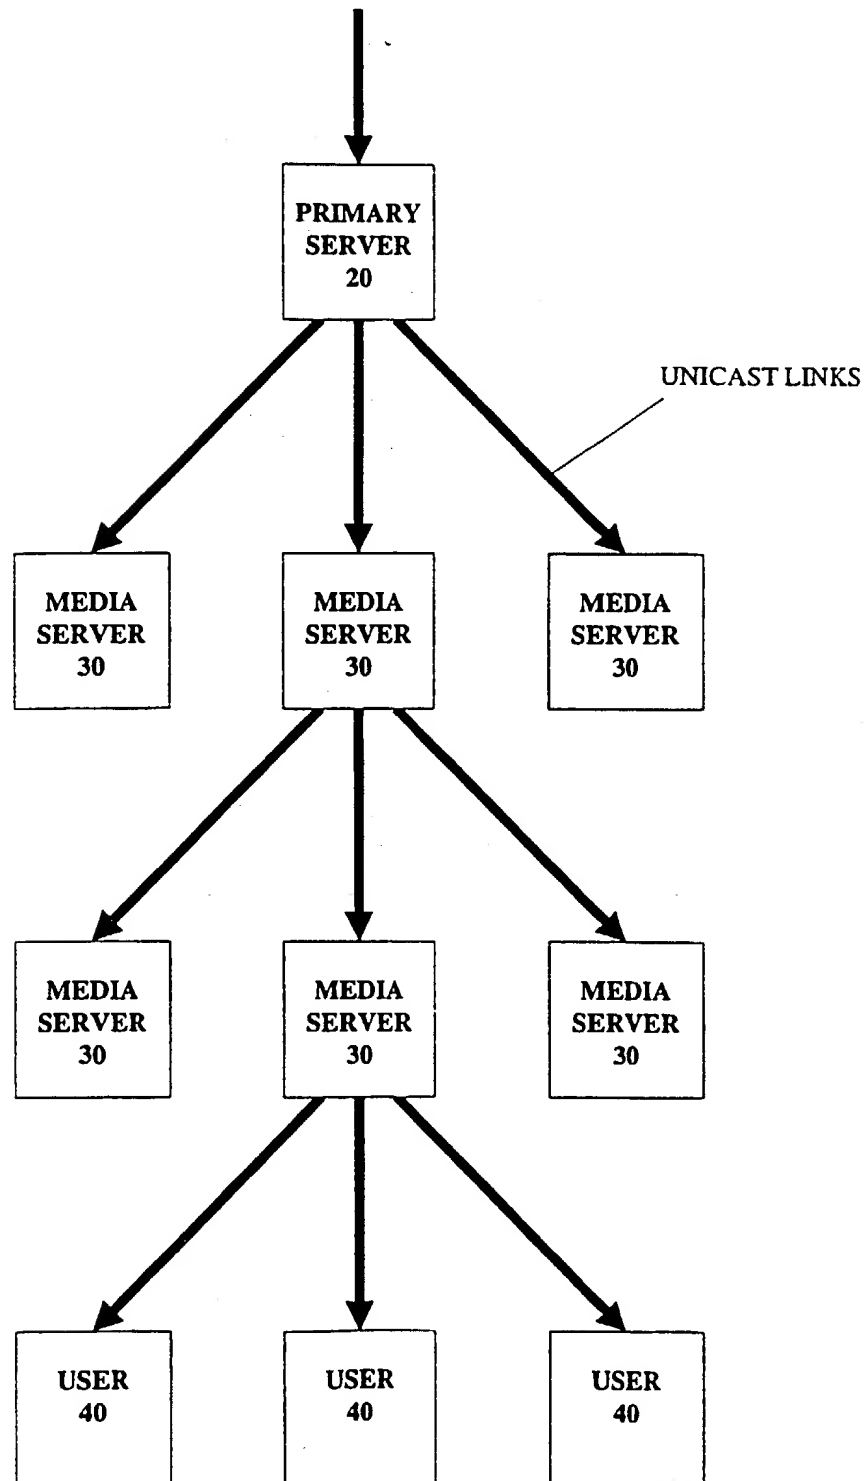 PRIMARY
SERVER
20
UNICAST LINKS
MEDIA
SERVER
30
MEDIA
SERVER
30
MEDIA
SERVER
30
MEDIA
SERVER
30
MEDIA
SERVER
30
MEDIA
SERVER
30
USER
40
USER
40
USER
40